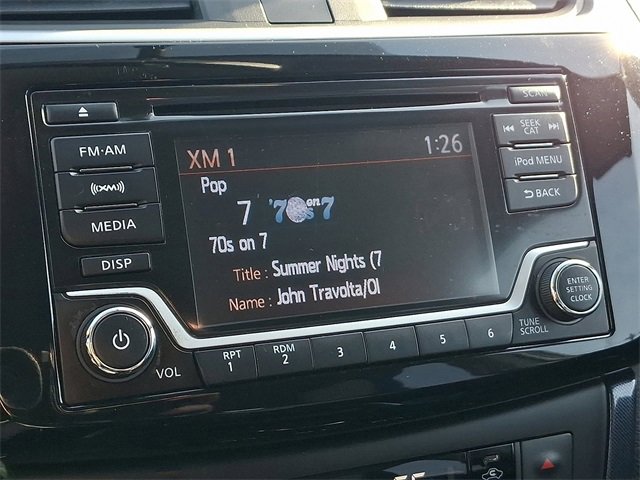 SCAN
FM·AM
XM 1
1:26
SEEK
CAT
Pop
(XM)
iPod MENU
7 '70s on 7
BACK
MEDIA
70s on 7
DISP
Title : Summer Nights (7
Name : John Travolta/Ol
ENTER
SETTING
CLOCK
TUNE
SCROLL
VOL
RPT
1
RDM
2
3
4
5
6